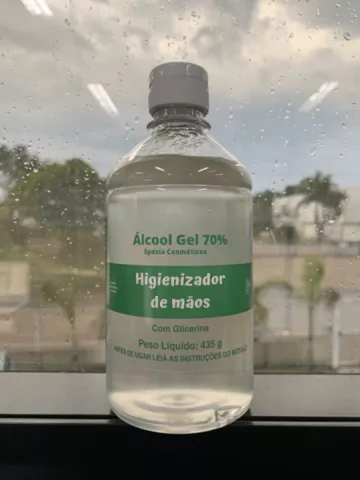 Álcool Gel 70%
Spésia Cosméticos
Higienizador
de mãos
Com Glicerina
Peso Líquido: 435 g
ANTES DE USAR LEIA AS INSTRUÇÕES DO RÓTULO